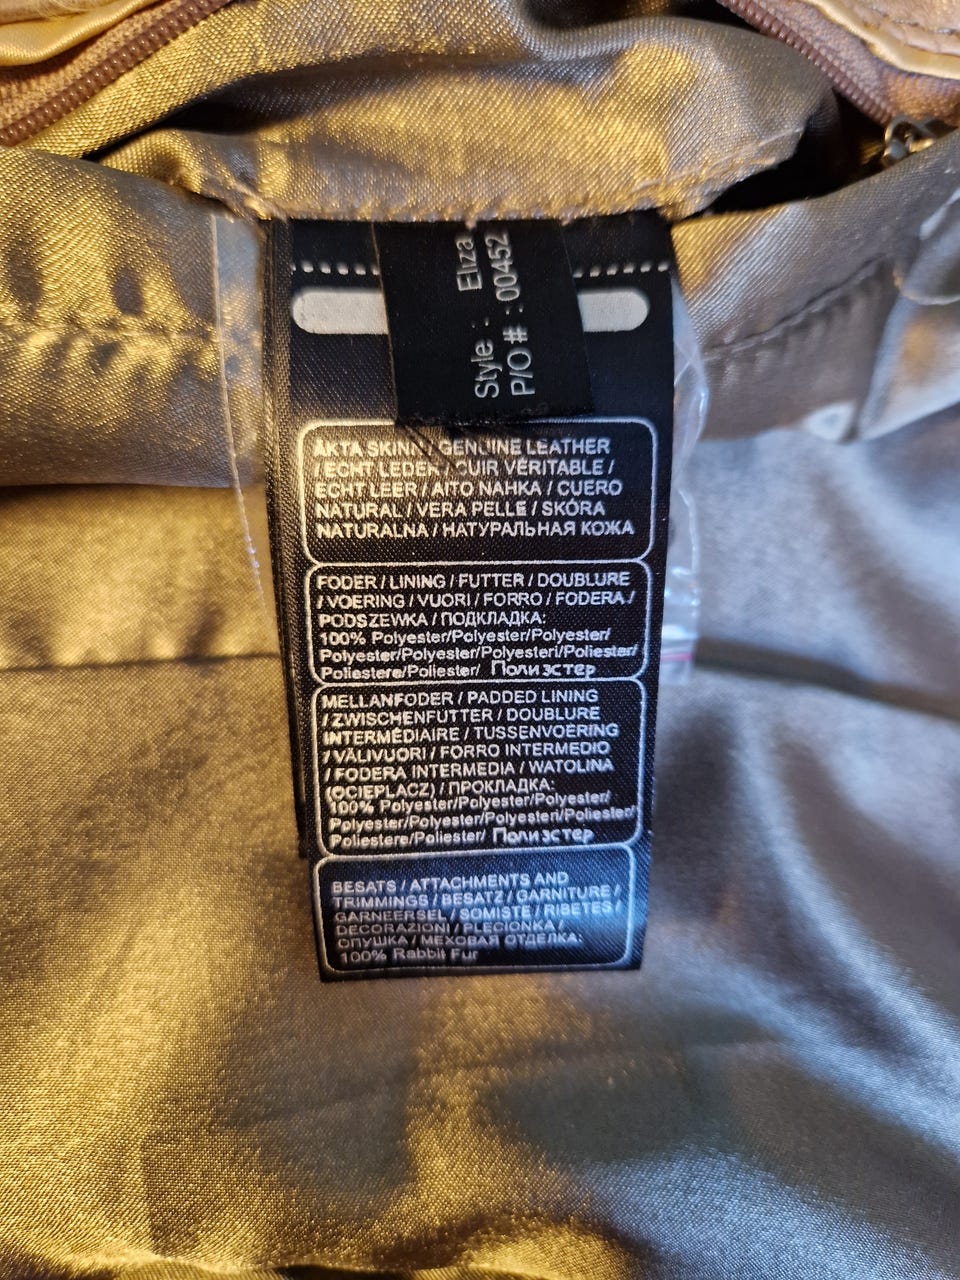 Style : Eliza
P/O # : 00452
ÄKTA SKINN / GENUINE LEATHER
/ ECHT LEDER / CUIR VÉRITABLE /
ECHT LEER / AITO NAHKA / CUERO
NATURAL / VERA PELLE / SKÓRA
NATURALNA / НАТУРАЛЬНАЯ КОЖА
FODER / LINING / FUTTER / DOUBLURE
/ VOERING / VUORI / FORRO / FODERA /
PODSZEWKA / ПОДКЛАДКА:
100% Polyester/Polyester/Polyester/
Polyester/Polyester/Polyesteri/Poliester/
Poliestere/Poliester/ Полиэстер
MELLANFODER / PADDED LINING
/ ZWISCHENFUTTER / DOUBLURE
INTERMÉDIAIRE / TUSSENVOERING
/ VÄLIVUORI / FORRO INTERMEDIO
/ FODERA INTERMEDIA / WATOLINA
(OCIEPLACZ) / ПРОКЛАДКА:
100% Polyester/Polyester/Polyester/
Polyester/Polyester/Polyesteri/Poliester/
Poliestere/Poliester/ Полиэстер
BESATS / ATTACHMENTS AND
TRIMMINGS / BESATZ / GARNITURE /
GARNEERSEL / SOMISTE / RIBETES /
DECORAZIONI / PLECIONKA /
ОПУШКА / МЕХОВАЯ ОТДЕЛКА:
100% Rabbit Fur